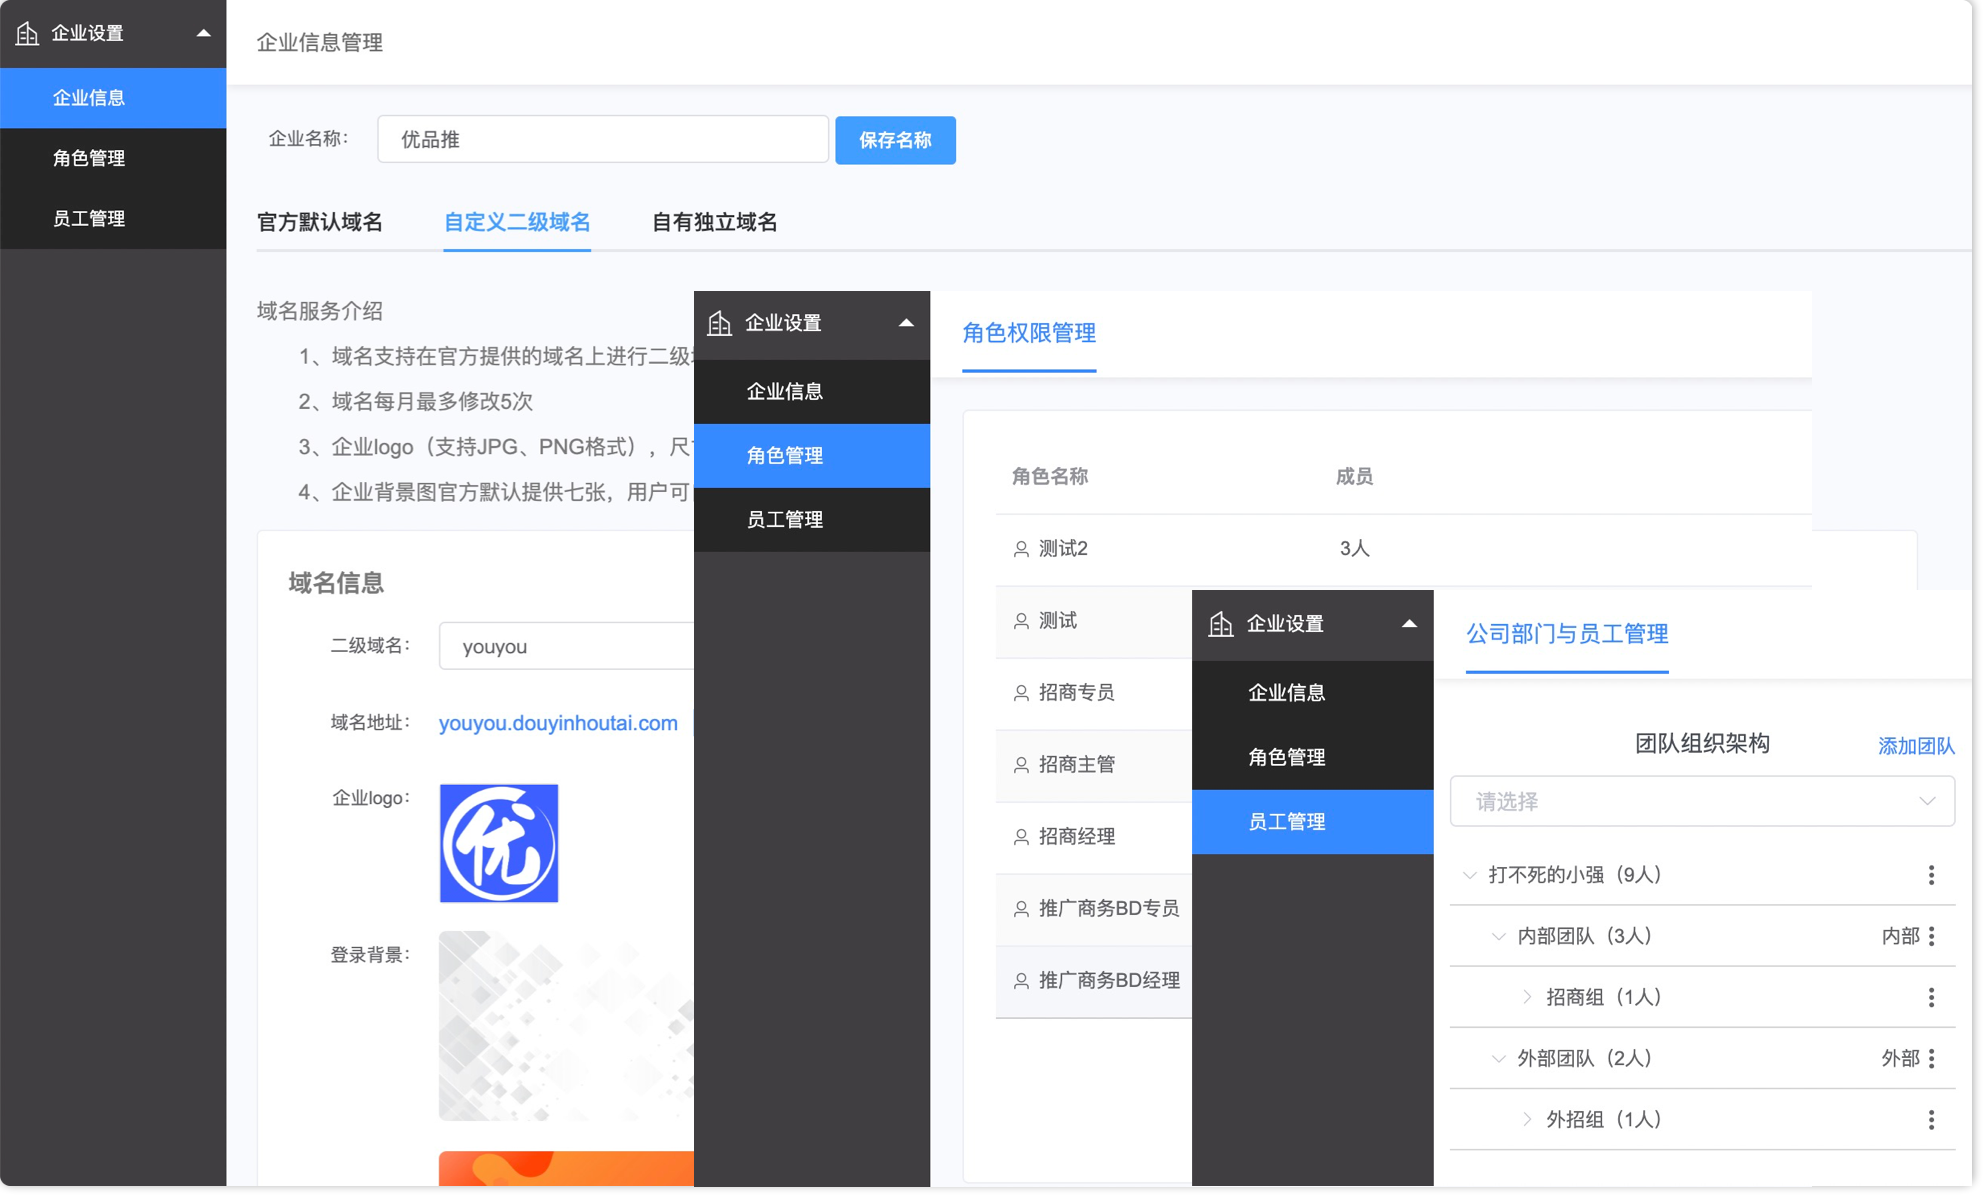 企业设置
企业信息
角色管理
员工管理
企业信息管理
企业名称：
优品推
保存名称
官方默认域名
自定义二级域名
自有独立域名
域名服务介绍
1、域名支持在官方提供的域名上进行二级
2、域名每月最多修改5次
3、企业logo（支持JPG、PNG格式），尺
4、企业背景图官方默认提供七张，用户可
域名信息
二级域名：
youyou
域名地址：
youyou.douyinhoutai.com
企业logo：
优
登录背景：
企业设置
企业信息
角色管理
员工管理
角色权限管理
角色名称
成员
测试2
3人
测试
招商专员
招商主管
招商经理
推广商务BD专员
推广商务BD经理
企业设置
企业信息
角色管理
员工管理
公司部门与员工管理
团队组织架构
添加团队
请选择
打不死的小强（9人）
内部团队（3人）
内部
招商组（1人）
外部团队（2人）
外部
外招组（1人）